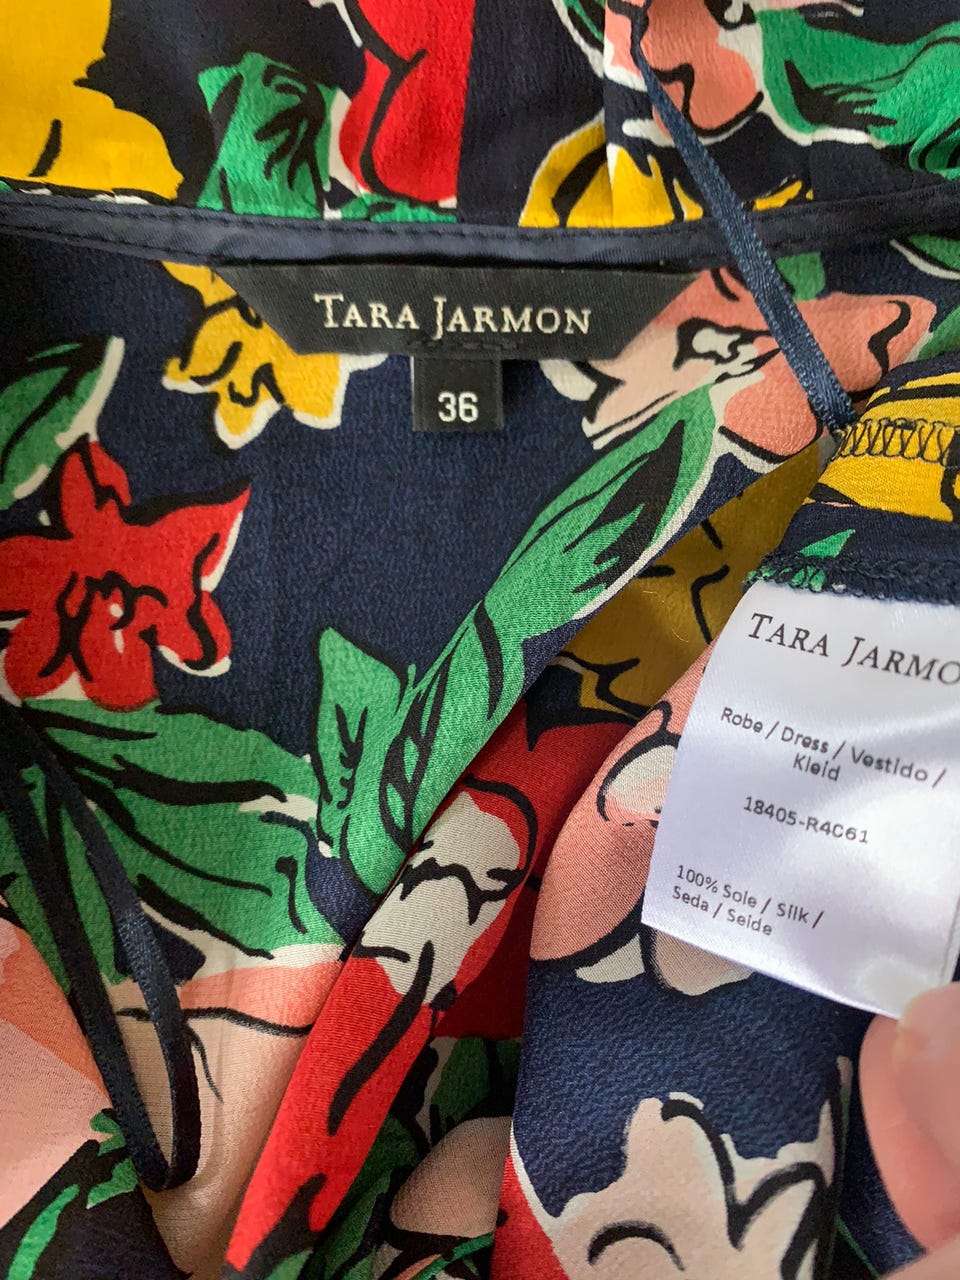 TARA JARMON
36
TARA JARMO
Robe / Dress / Vestido /
Kleid
18405-R4C61
100% Soie / Silk /
Seda / Seide